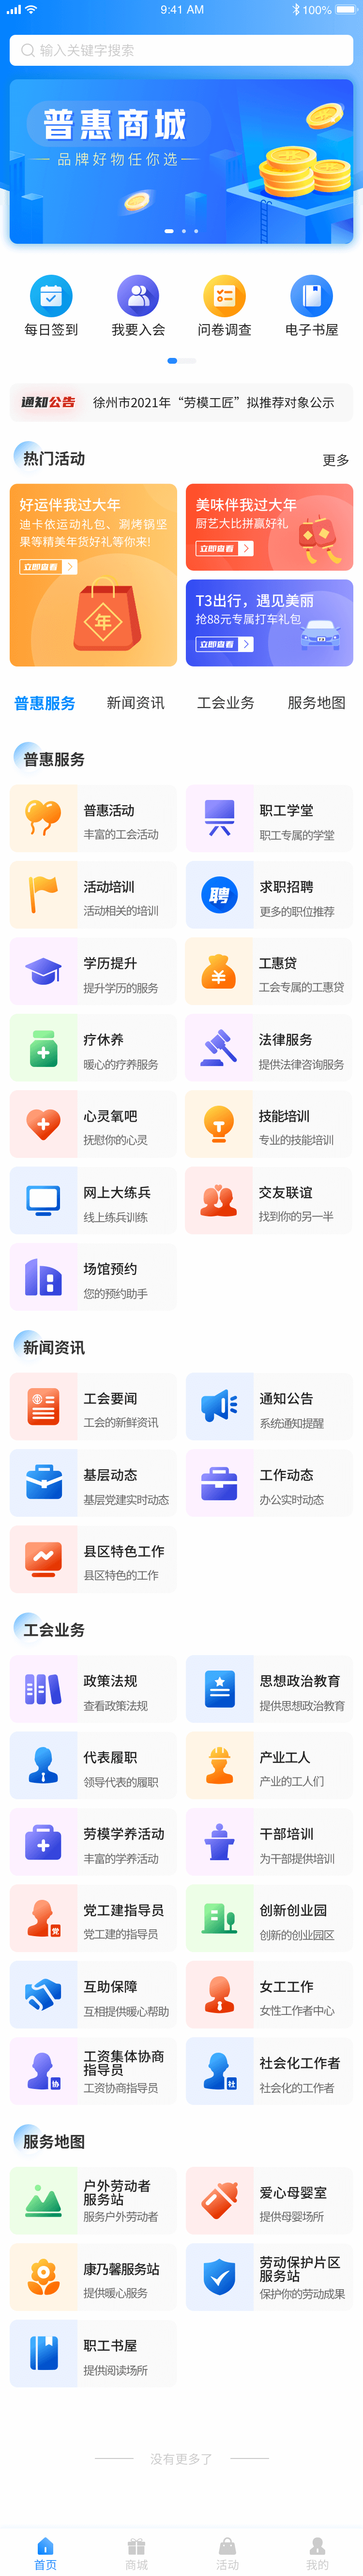 9:41 AM
100%
输入关键字搜索
普惠商城
品牌好物任你选
每日签到
我要入会
问卷调查
电子书屋
通知公告
徐州市2021年“劳模工匠”拟推荐对象公示
热门活动
更多
好运伴我过大年
迪卡依运动礼包、涮烤锅年坚
果等精美年货好礼等你来!
立即查看
年
美味伴我过大年
厨艺大比拼赢好礼
立即查看
T3出行，遇见美丽
抢88元专属打车礼包
立即查看
普惠服务
新闻资讯
工会业务
服务地图
普惠服务
普惠活动
丰富的工会活动
职工学堂
职工专属的学堂
活动培训
活动相关的培训
聘
求职招聘
更多的职位推荐
学历提升
提升学历的服务
工惠贷
工会专属的工惠贷
疗休养
暖心的疗养服务
法律服务
提供法律咨询服务
心灵氧吧
抚慰你的心灵
技能培训
专业的技能培训
网上大练兵
线上练兵训练
交友联谊
找到你的另一半
场馆预约
您的预约助手
新闻资讯
工会要闻
工会的新鲜资讯
通知公告
系统通知提醒
基层动态
基层党建实时动态
工作动态
办公实时动态
县区特色工作
县区特色的工作
工会业务
政策法规
查看政策法规
思想政治教育
提供思想政治教育
代表履职
领导代表的履职
产业工人
产业的工人们
劳模学养活动
丰富的学养活动
干部培训
为干部提供培训
党
党工建指导员
党工建的指导员
创新创业园
创新的创业园区
互助保障
互相提供暖心帮助
女工工作
女性工作者中心
协
工资集体协商
指导员
工资协商指导员
社
社会化工作者
社会化的工作者
服务地图
户外劳动者
服务站
服务户外劳动者
爱心母婴室
提供母婴场所
康乃馨服务站
提供暖心服务
劳动保护片区
服务站
保护你的劳动成果
职工书屋
提供阅读场所
没有更多了
首页
商城
活动
我的